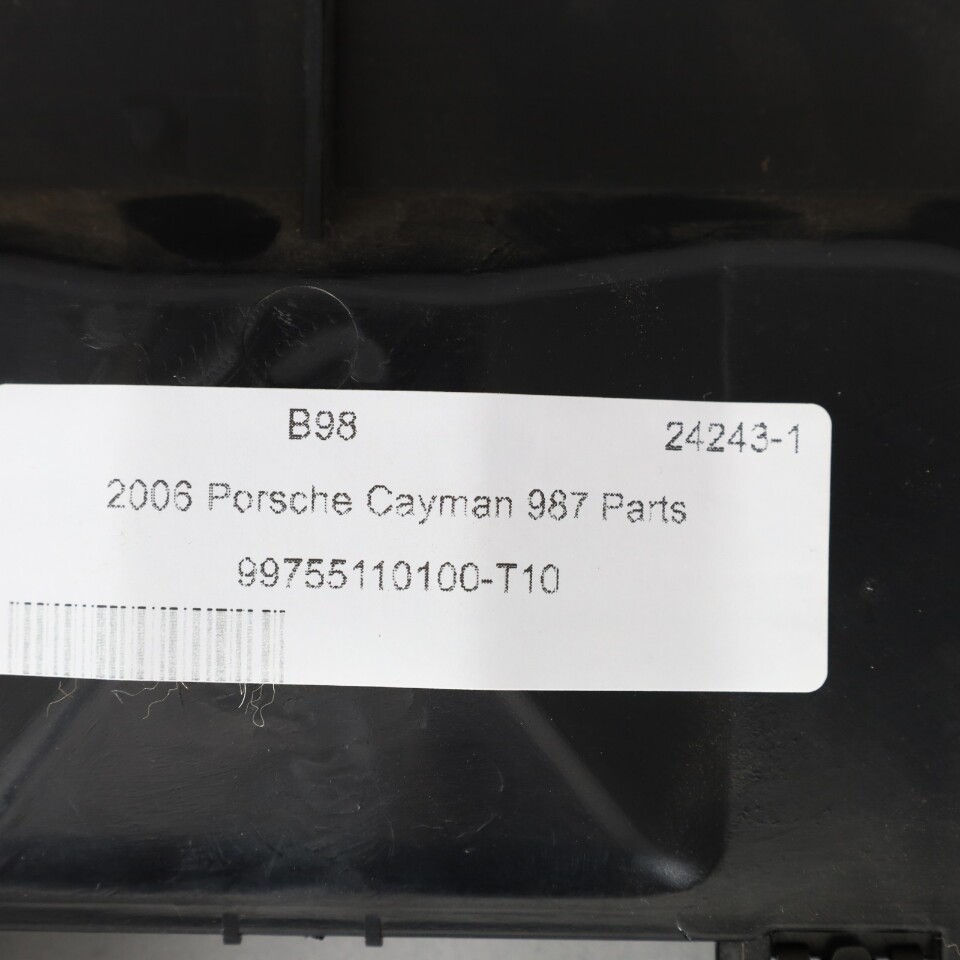 B98 24243-1
2006 Porsche Cayman 987 Parts
99755110100-T10